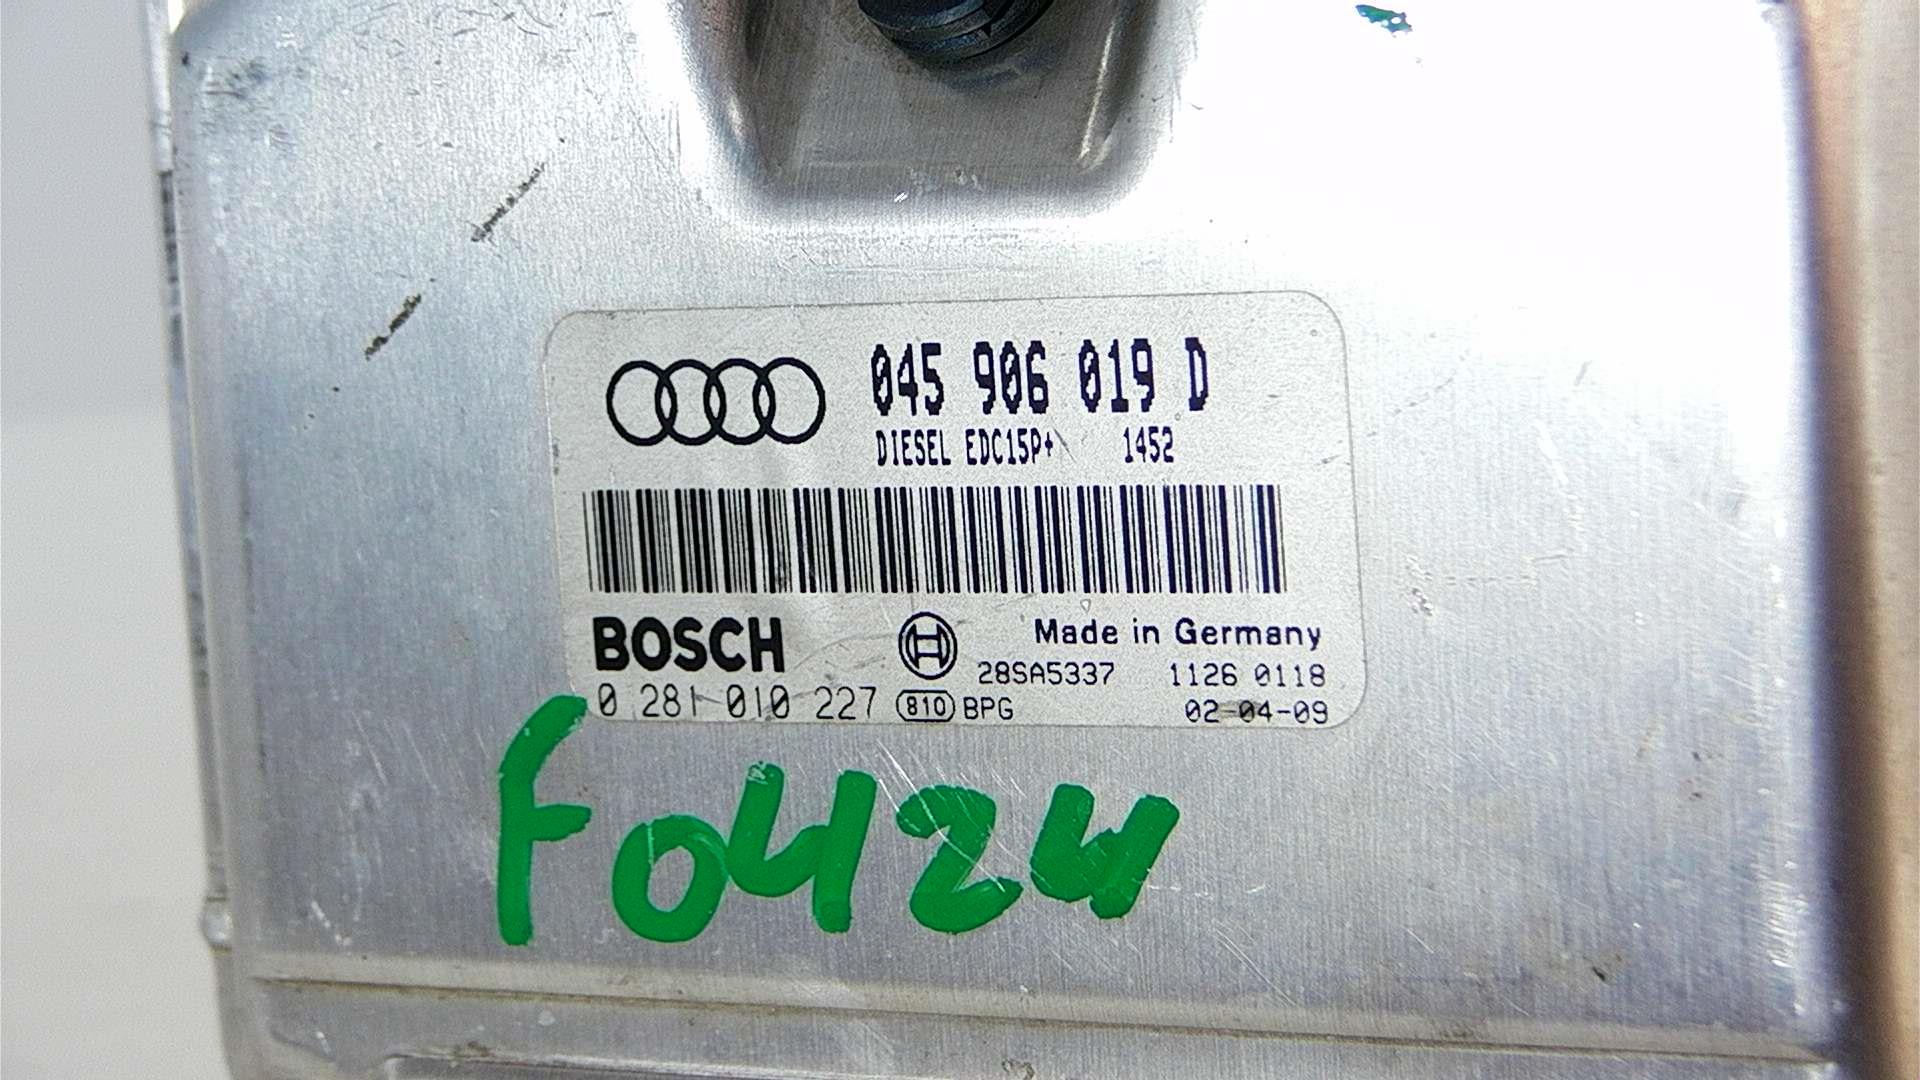 045 906 019 D
DIESEL EDC15P+ 1452
BOSCH
Made in Germany
28SA5337 1126 0118
0 281 010 227 810 BPG 02-04-09
F0424